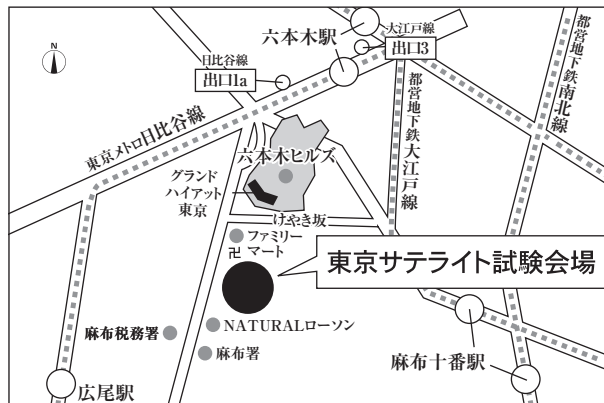 N
六本木駅
大江戸線
出口3
日比谷線
出口1a
東京メトロ日比谷線
都営地下鉄大江戸線
都営地下鉄南北線
六本木ヒルズ
グランド
ハイアット
東京
けやき坂
ファミリー
マート
卍
東京サテライト試験会場
NATURALローソン
麻布税務署
麻布署
麻布十番駅
広尾駅